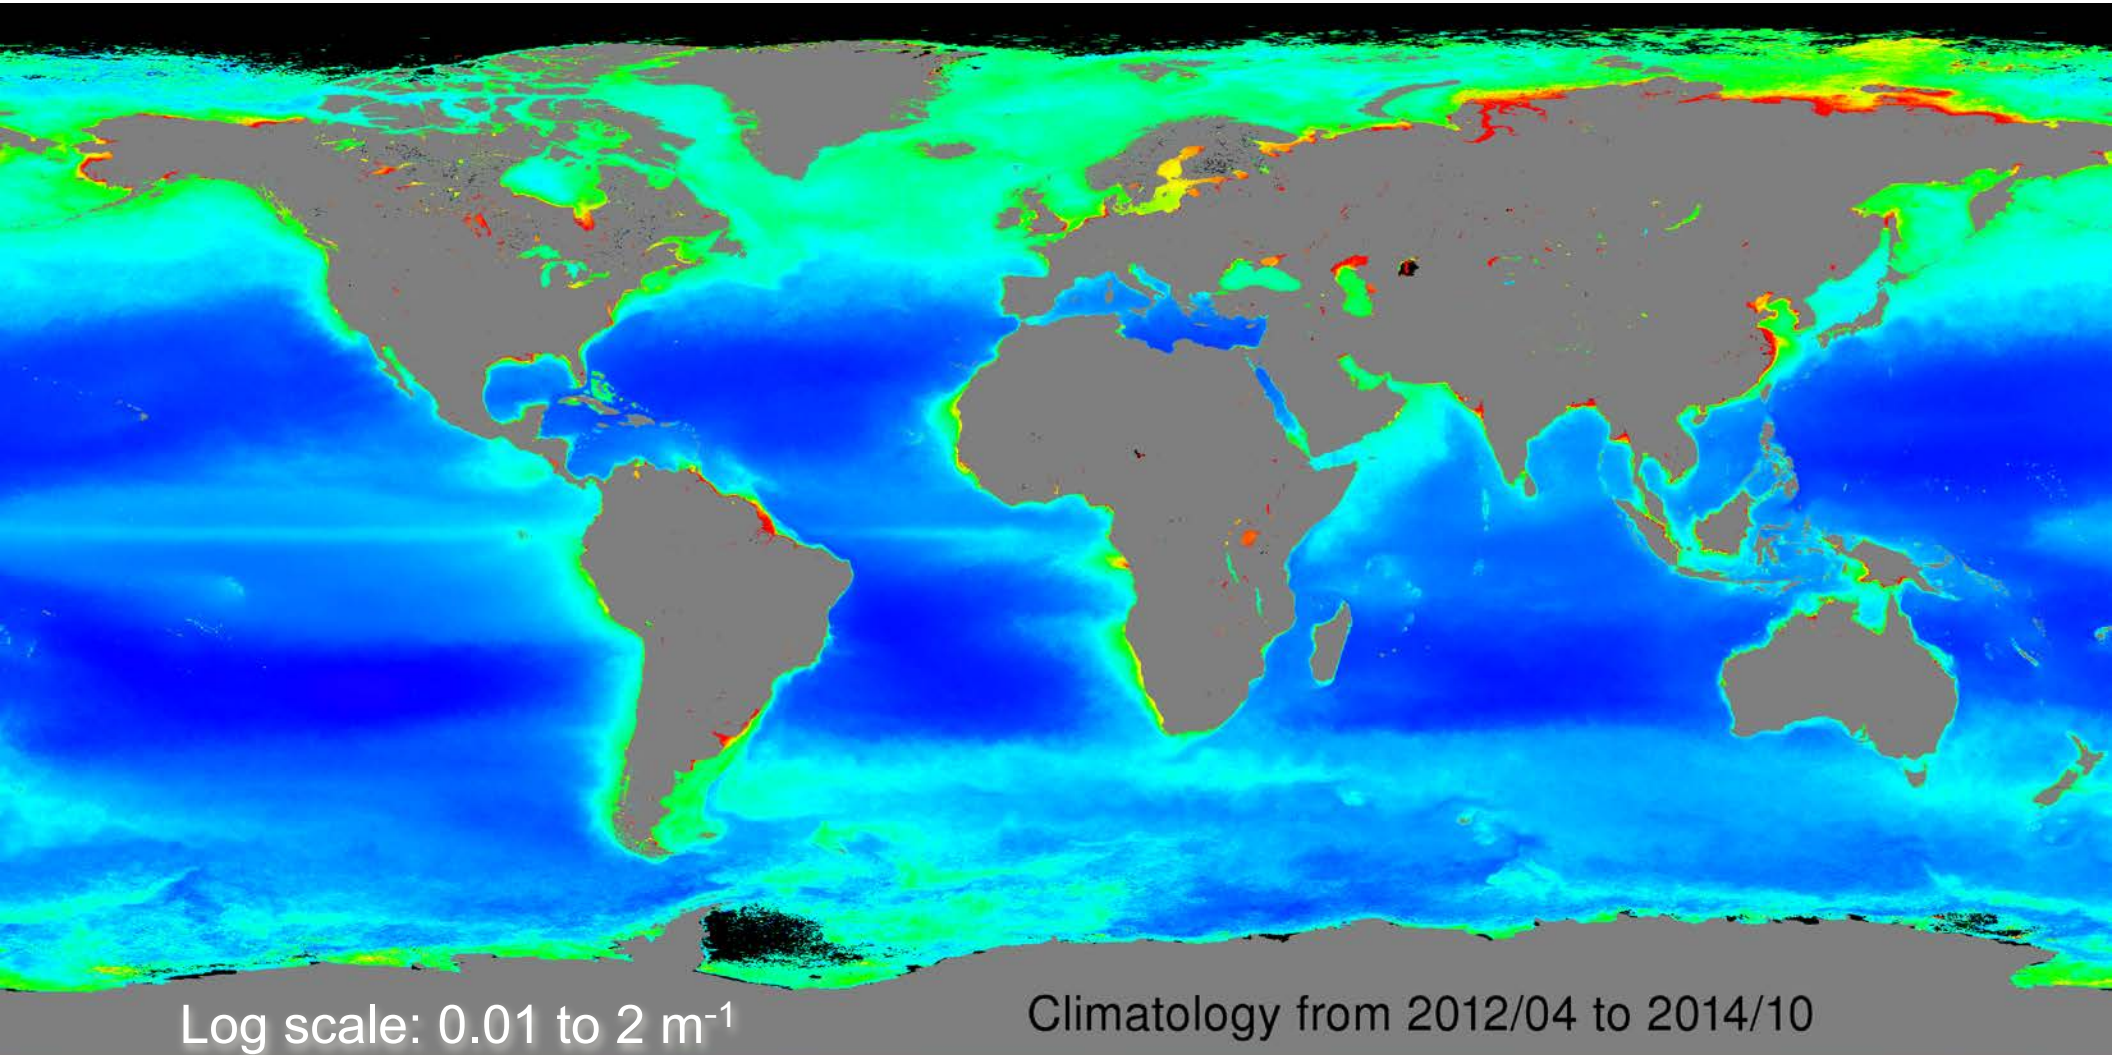 Log scale: 0.01 to 2 m⁻¹
Climatology from 2012/04 to 2014/10